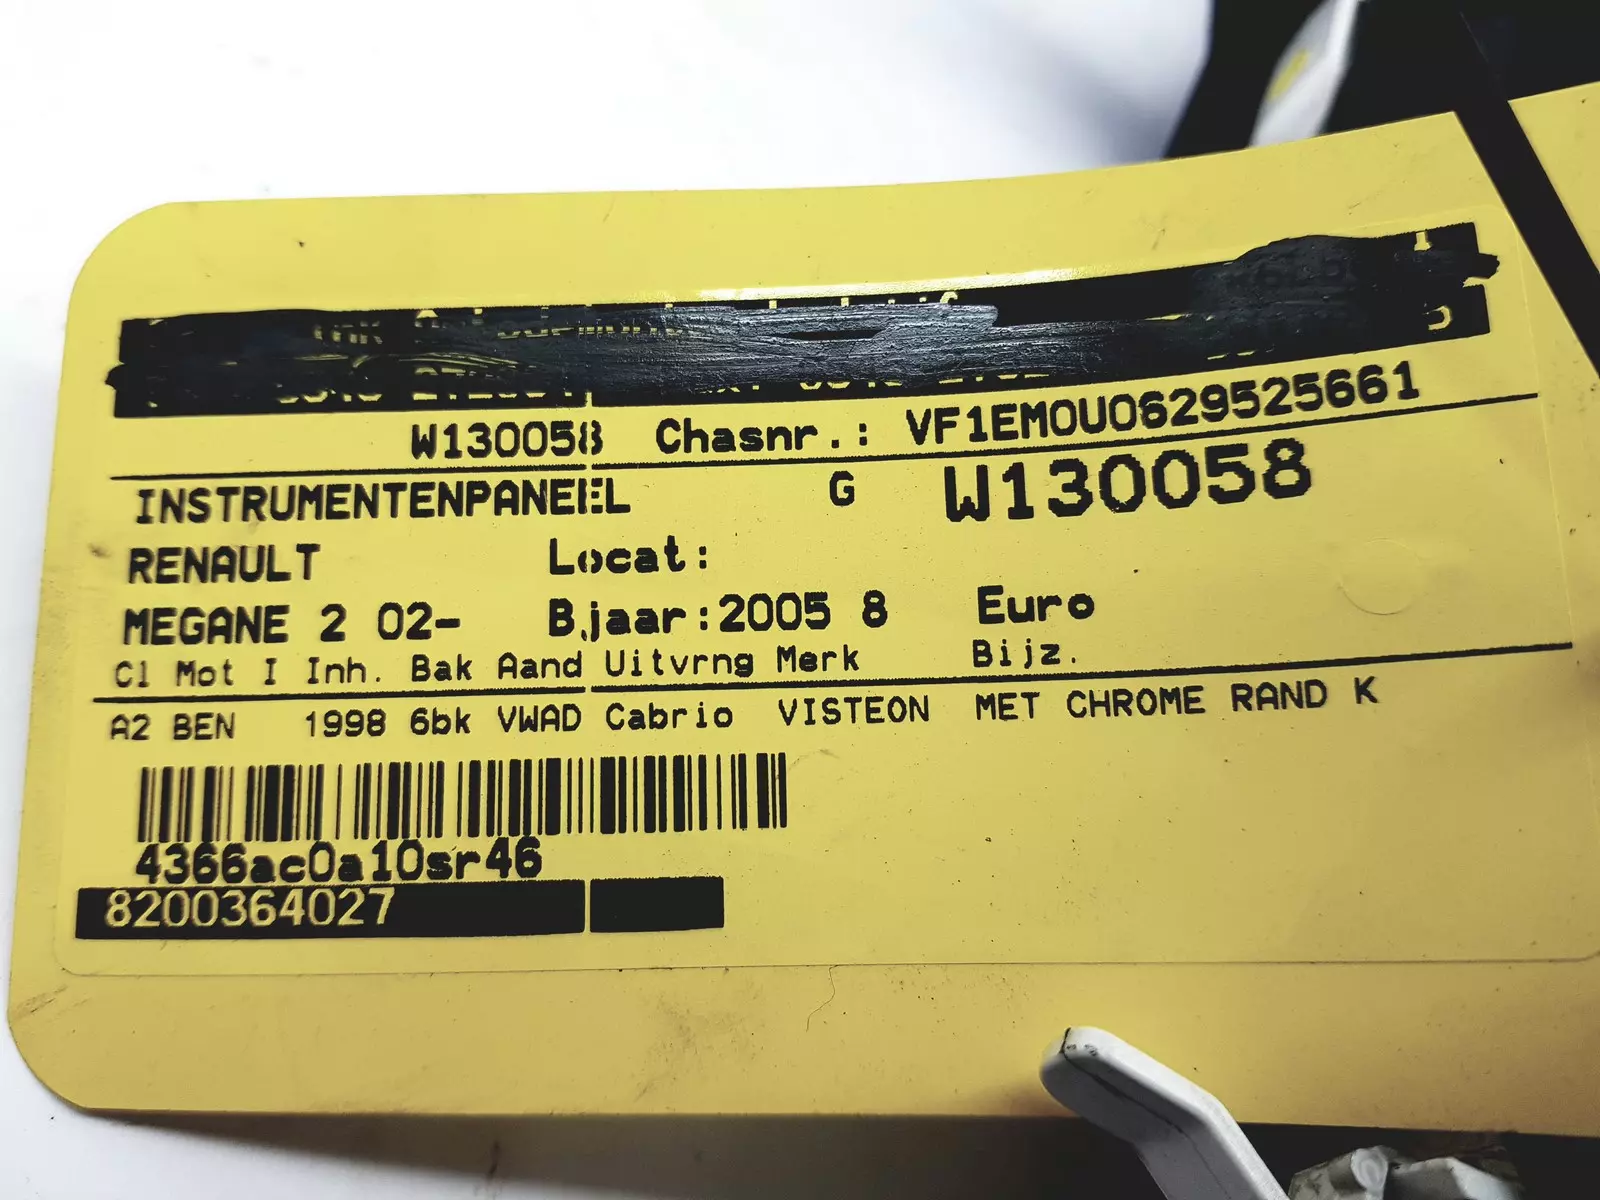 W130058 Chasnr.: VF1EM0U0629525661
INSTRUMENTENPANEEL G W130058
RENAULT Locat:
MEGANE 2 02- Bjaar:2005 8 Euro
Cl Mot I Inh. Bak Aand Uitvrng Merk Bijz.
A2 BEN 1998 6bk VWAD Cabrio VISTEON MET CHROME RAND K
4366ac0a10sr46
8200364027